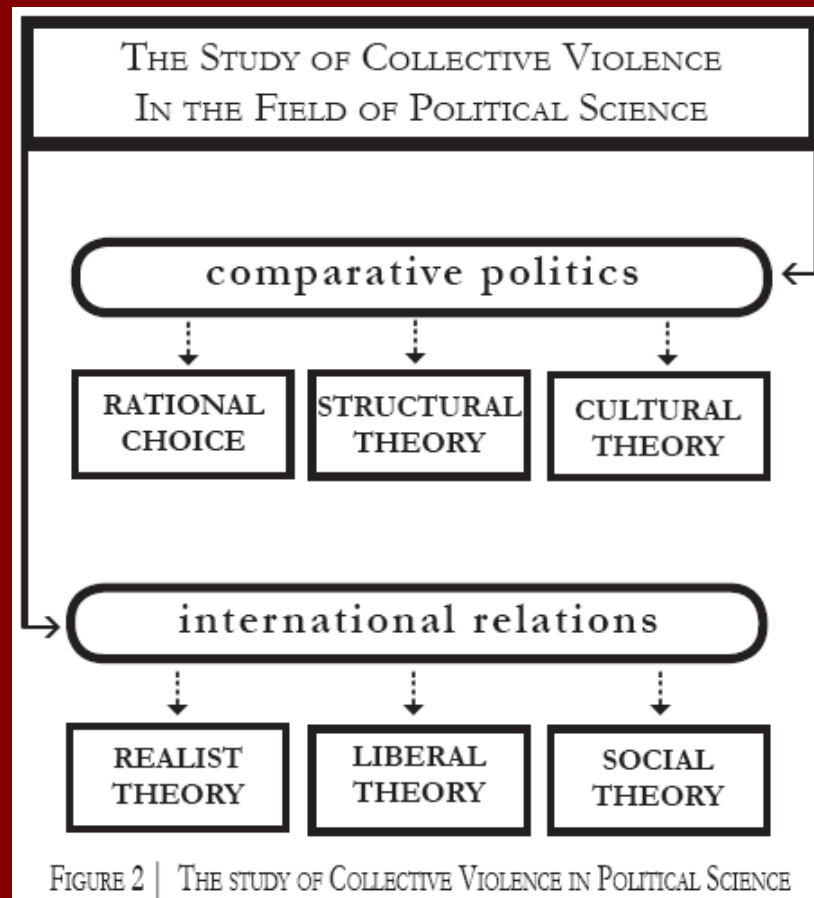 THE STUDY OF COLLECTIVE VIOLENCE
IN THE FIELD OF POLITICAL SCIENCE
comparative politics
RATIONAL
CHOICE
STRUCTURAL
THEORY
CULTURAL
THEORY
international relations
REALIST
THEORY
LIBERAL
THEORY
SOCIAL
THEORY
FIGURE 2 | THE STUDY OF COLLECTIVE VIOLENCE IN POLITICAL SCIENCE